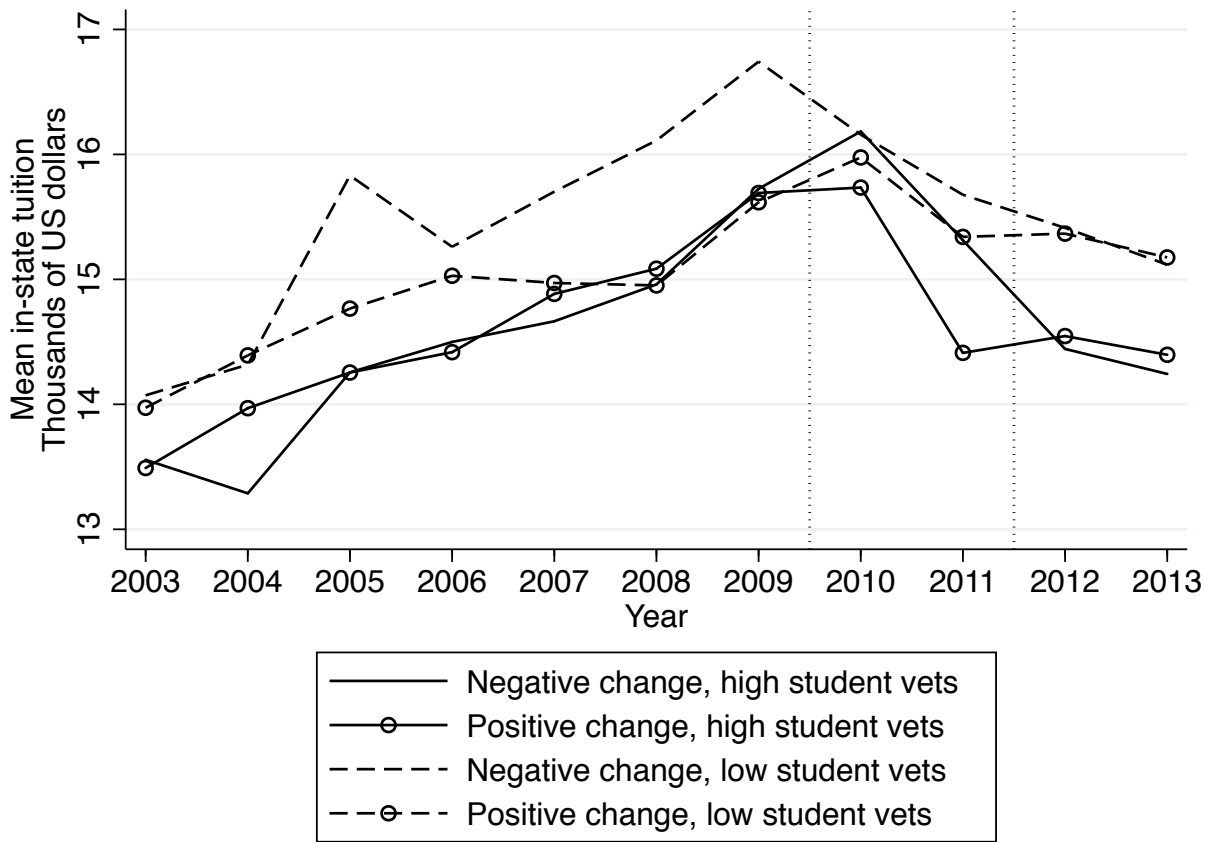 Mean in-state tuition
Thousands of US dollars
17
16
15
14
13
2003 2004 2005 2006 2007 2008 2009 2010 2011 2012 2013
Year
Negative change, high student vets
Positive change, high student vets
Negative change, low student vets
Positive change, low student vets